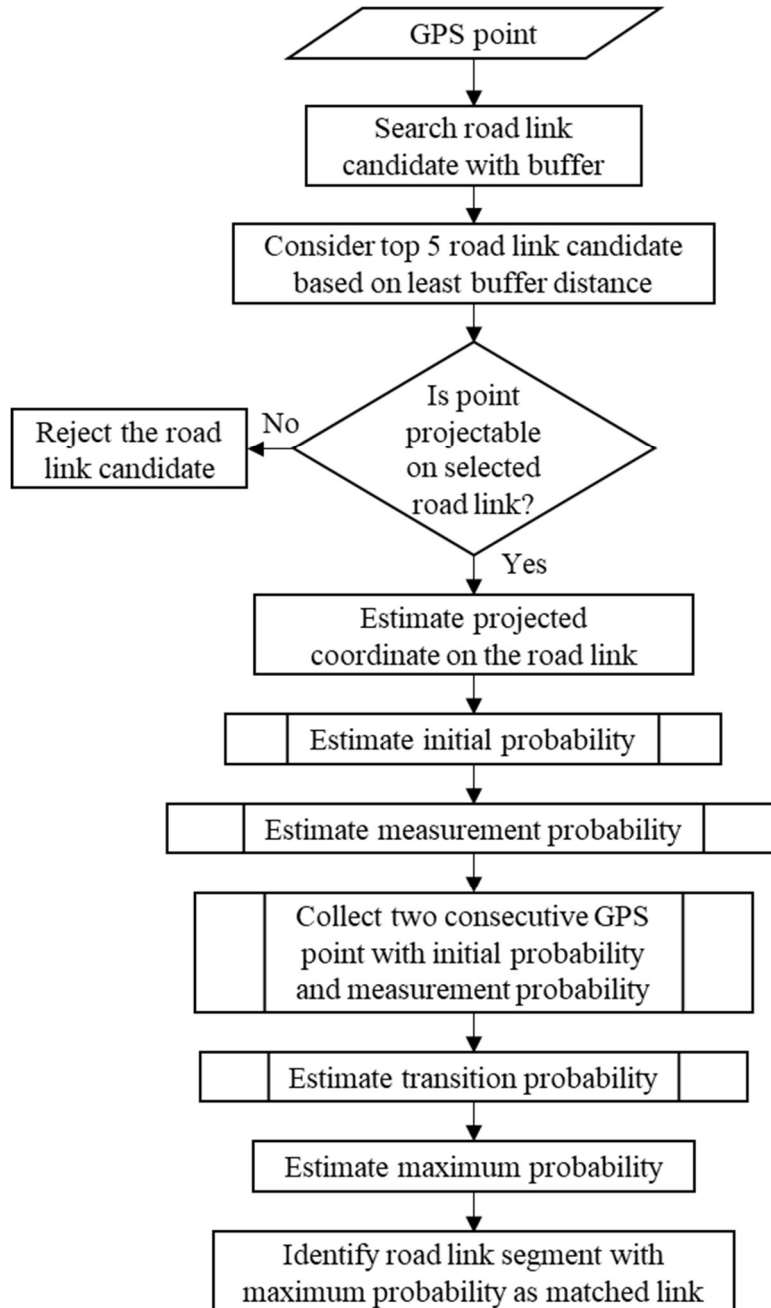 GPS point
Search road link
candidate with buffer
Consider top 5 road link candidate
based on least buffer distance
Is point
projectable
on selected
road link?
No
Reject the road
link candidate
Yes
Estimate projected
coordinate on the road link
Estimate initial probability
Estimate measurement probability
Collect two consecutive GPS
point with initial probability
and measurement probability
Estimate transition probability
Estimate maximum probability
Identify road link segment with
maximum probability as matched link